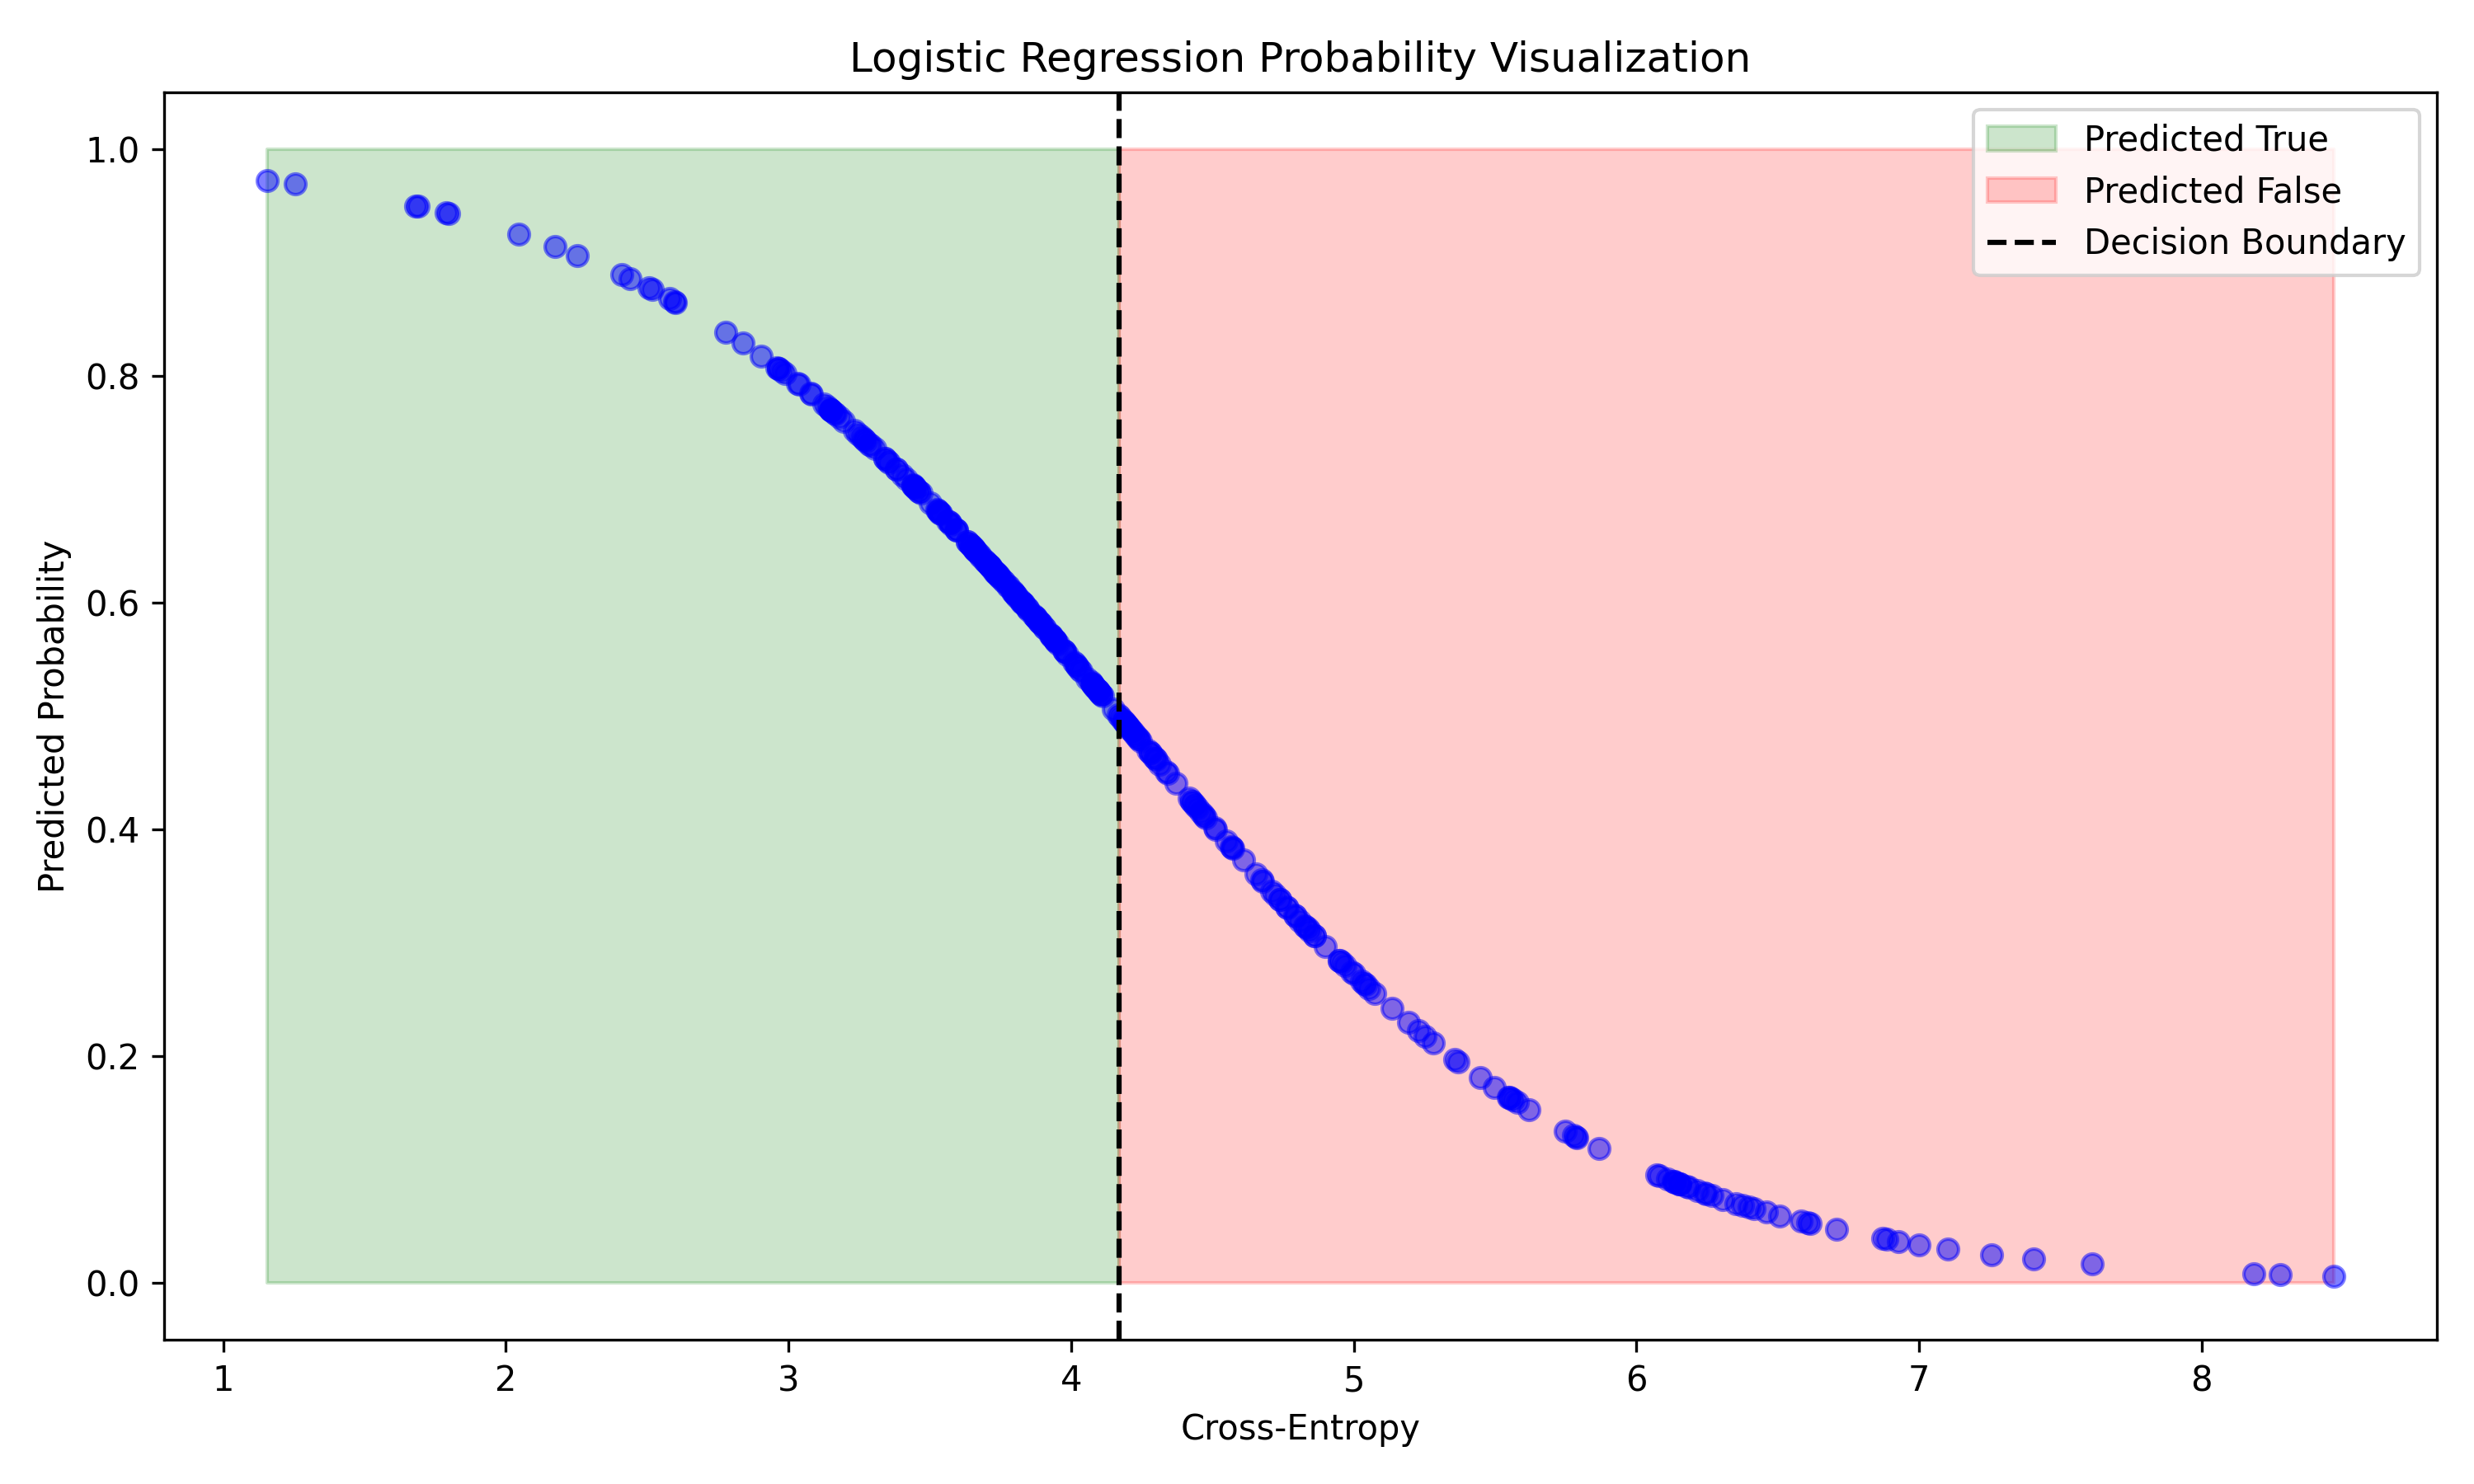 Logistic Regression Probability Visualization
Predicted True
Predicted False
Decision Boundary
Predicted Probability
1.0
0.8
0.6
0.4
0.2
0.0
1 2 3 4 5 6 7 8
Cross-Entropy